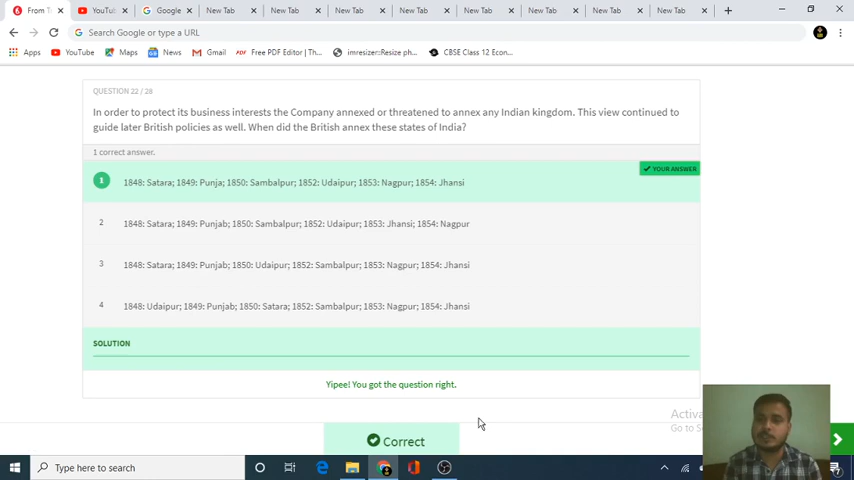 From T
YouTub
Google
New Tab
New Tab
New Tab
New Tab
New Tab
New Tab
New Tab
New Tab
Search Google or type a URL
Apps
YouTube
Maps
News
Gmail
PDF Free PDF Editor | Th...
imresizer:Resize ph...
CBSE Class 12 Econ...
QUESTION 22 / 28
In order to protect its business interests the Company annexed or threatened to annex any Indian kingdom. This view continued to
guide later British policies as well. When did the British annex these states of India?
1 correct answer.
YOUR ANSWER
1 1848: Satara; 1849: Punja; 1850: Sambalpur; 1852: Udaipur; 1853: Nagpur; 1854: Jhansi
2 1848: Satara; 1849: Punjab; 1850: Sambalpur; 1852: Udaipur; 1853: Jhansi; 1854: Nagpur
3 1848: Satara; 1849: Punjab; 1850: Udaipur; 1852: Sambalpur; 1853: Nagpur; 1854: Jhansi
4 1848: Udaipur; 1849: Punjab; 1850: Satara; 1852: Sambalpur; 1853: Nagpur; 1854: Jhansi
SOLUTION
Yipee! You got the question right.
Activa
Go to S
Correct
Type here to search